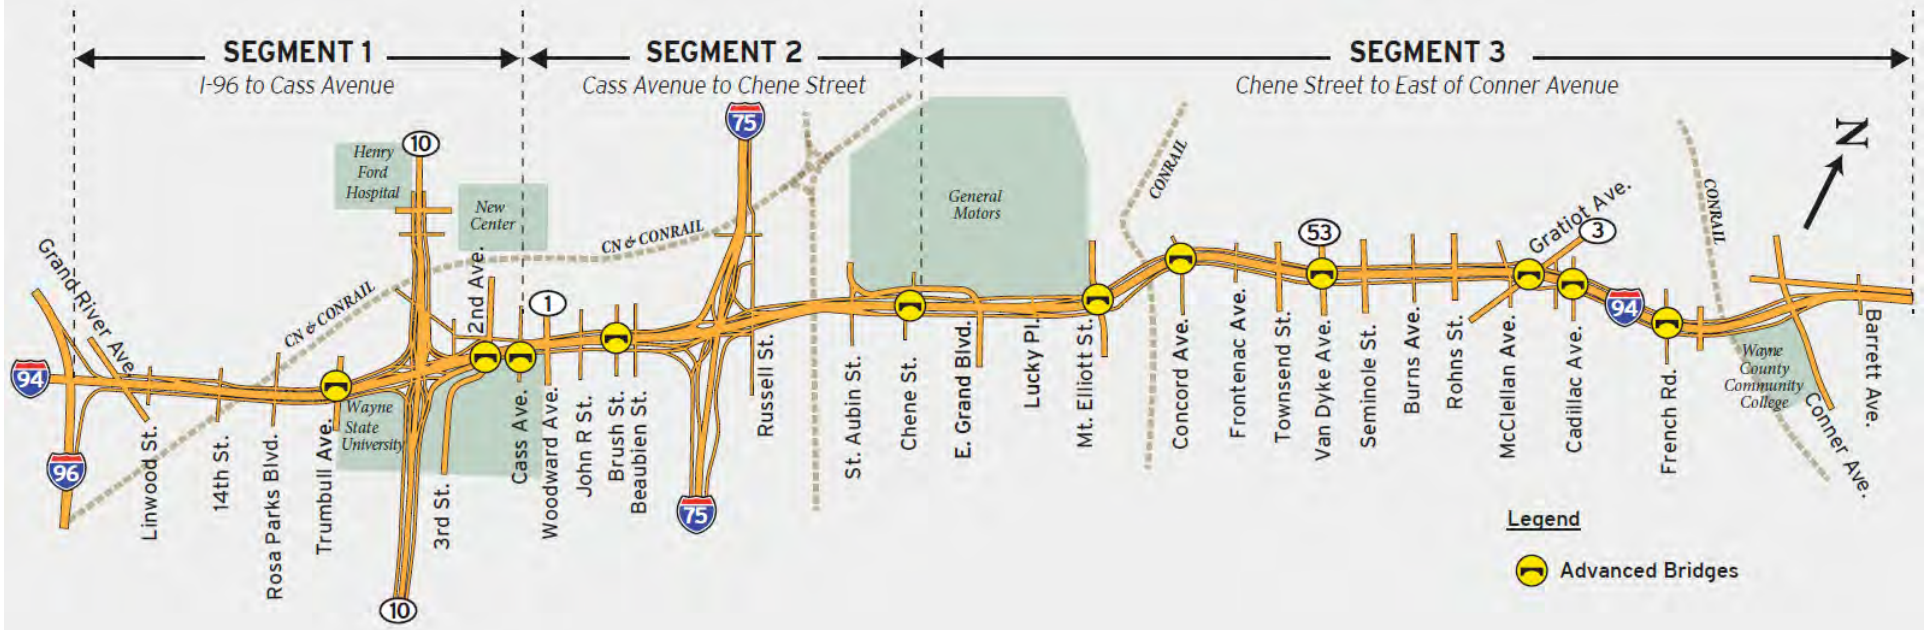 SEGMENT 1
I-96 to Cass Avenue
SEGMENT 2
Cass Avenue to Chene Street
SEGMENT 3
Chene Street to East of Conner Avenue
75
10
Henry
Ford
Hospital
New
Center
General
Motors
CONRAIL
CONRAIL
N
CN & CONRAIL
CN & CONRAIL
Grand River Ave.
2nd Ave.
1
53
Gratiot Ave.
3
94
94
96
Wayne
State
University
Wayne
County
Community
College
Linwood St.
14th St.
Rosa Parks Blvd.
Trumbull Ave.
10
3rd St.
Cass Ave.
Woodward Ave.
John R St.
Brush St.
Beaubien St.
75
Russell St.
St. Aubin St.
Chene St.
E. Grand Blvd.
Lucky Pl.
Mt. Elliott St.
Concord Ave.
Frontenac Ave.
Townsend St.
Van Dyke Ave.
Seminole St.
Burns Ave.
Rohns St.
McClellan Ave.
Cadillac Ave.
French Rd.
Conner Ave.
Barrett Ave.
Legend
Advanced Bridges